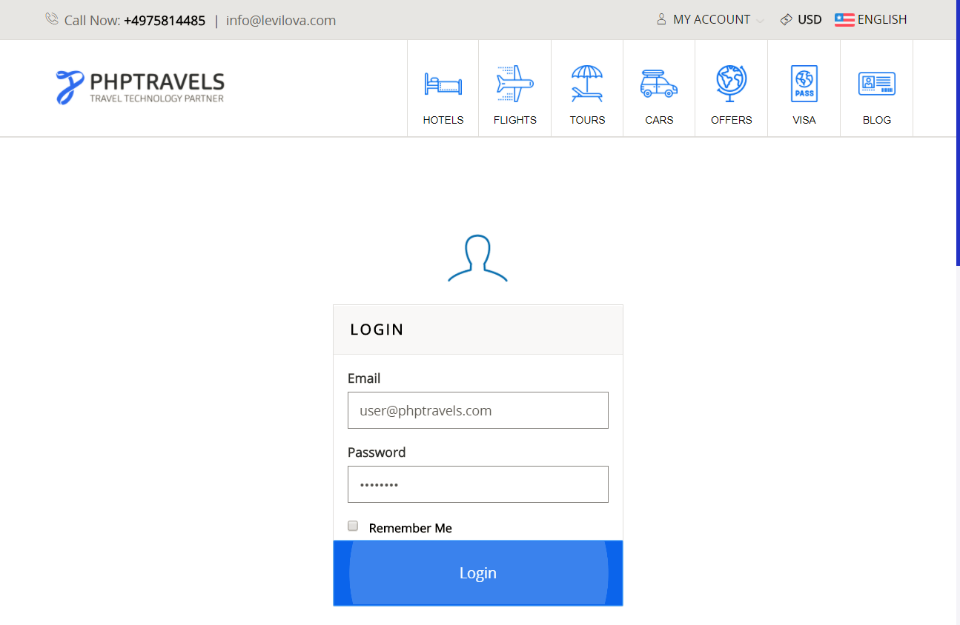 Call Now: +4975814485 | info@levilova.com
MY ACCOUNT USD ENGLISH
PHPTRAVELS
TRAVEL TECHNOLOGY PARTNER
HOTELS FLIGHTS TOURS CARS OFFERS VISA BLOG
PASS
LOGIN
Email
user@phptravels.com
Password
••••••••
Remember Me
Login